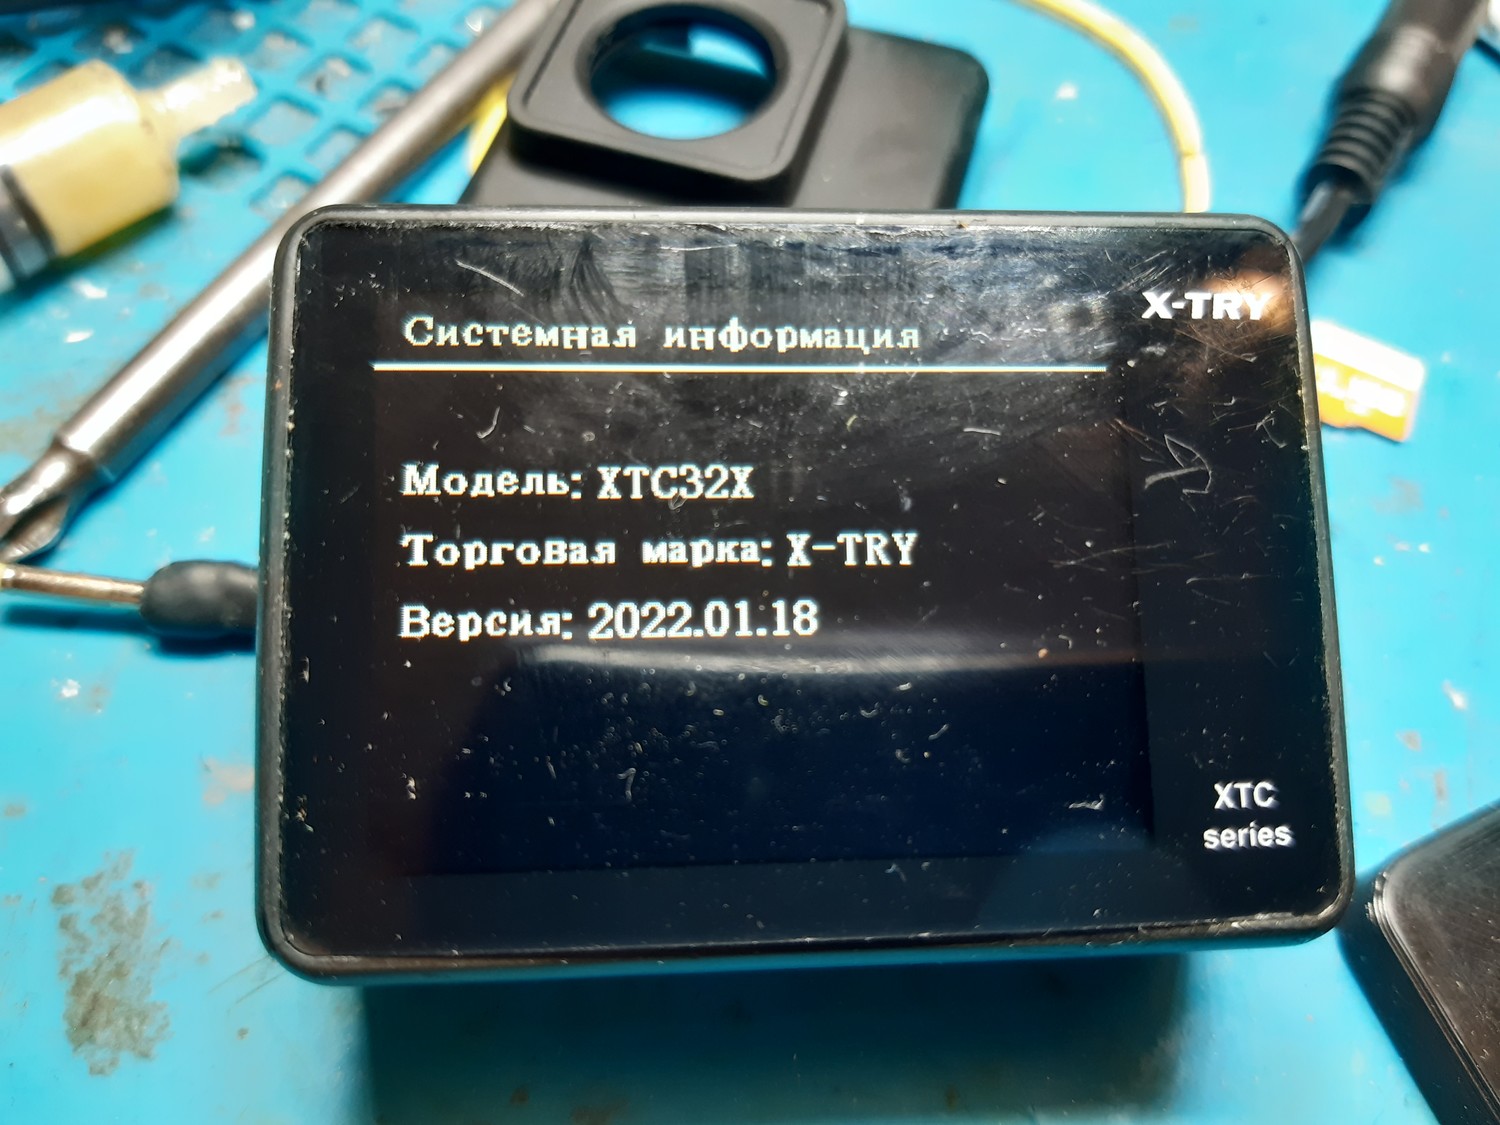 Системная информация
X-TRY
Модель: XTC32X
Торговая марка: X-TRY
Версия: 2022.01.18
XTC
series